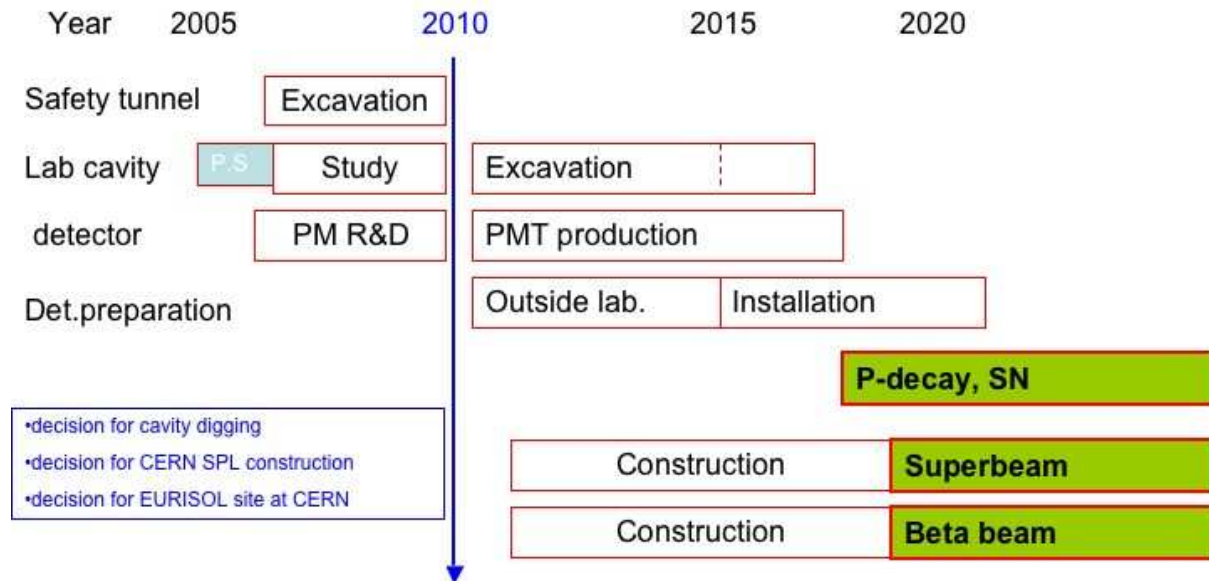 Year 2005 2010 2015 2020
Safety tunnel Excavation
Lab cavity P.S Study Excavation
detector PM R&D PMT production
Det.preparation Outside lab. Installation
P-decay, SN
•decision for cavity digging
•decision for CERN SPL construction
•decision for EURISOL site at CERN
Construction Superbeam
Construction Beta beam